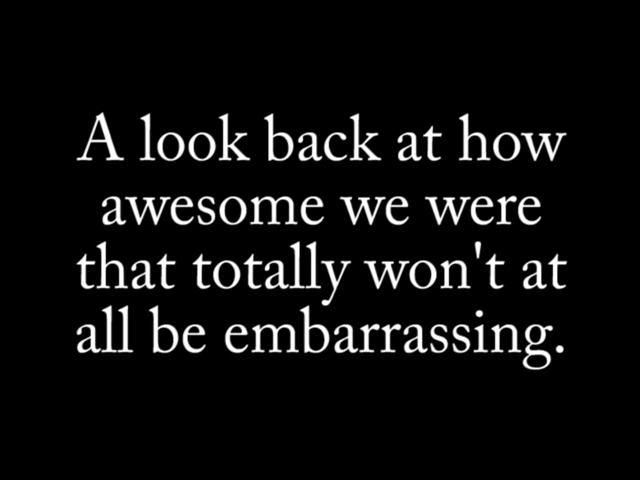 A look back at how
awesome we were
that totally won't at
all be embarrassing.